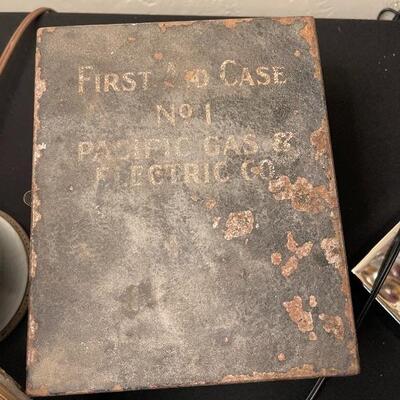 FIRST AID CASE
No 1
PACIFIC GAS &
ELECTRIC CO